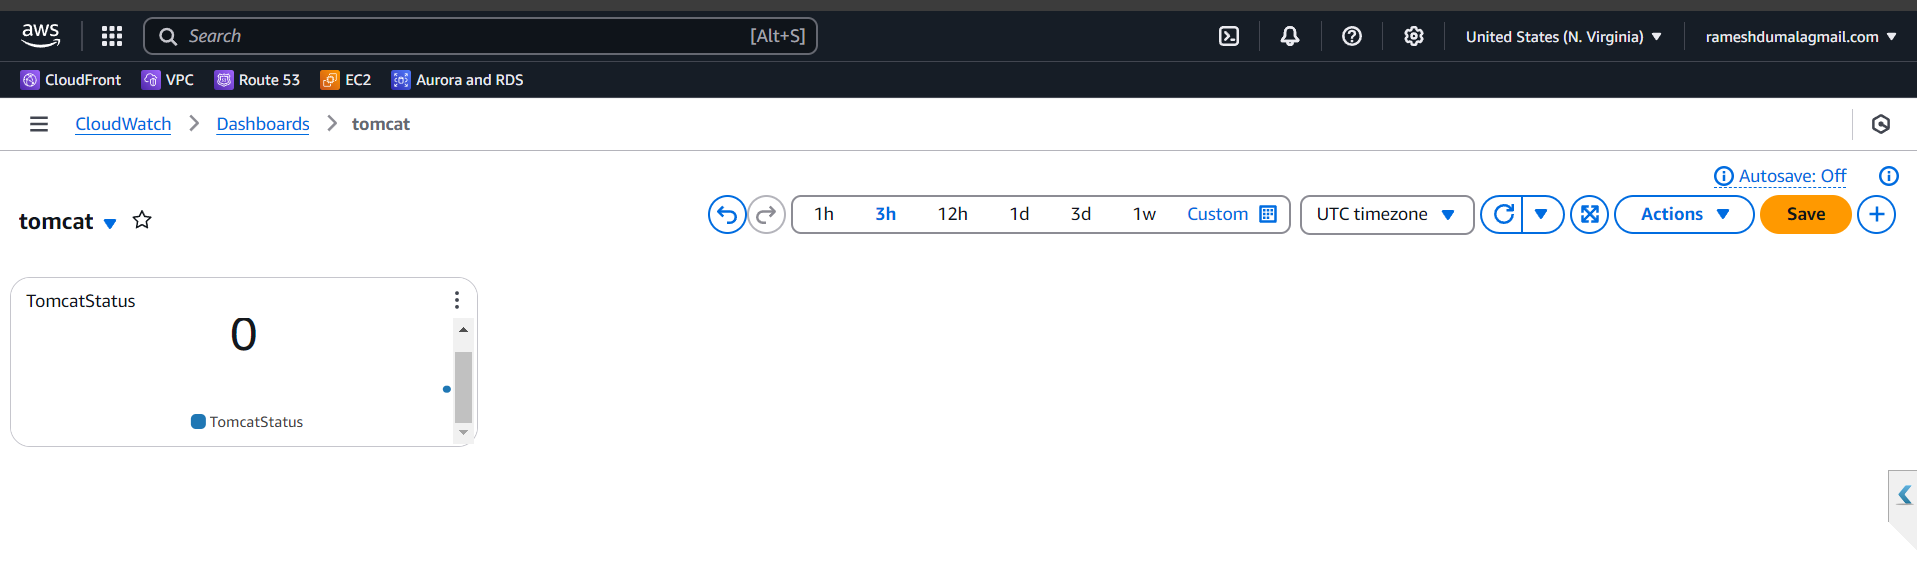 aws Search [Alt+S] United States (N. Virginia) rameshdumalagmail.com
CloudFront VPC Route 53 EC2 Aurora and RDS
CloudWatch Dashboards tomcat
Autosave: Off
tomcat 1h 3h 12h 1d 3d 1w Custom UTC timezone Actions Save
TomcatStatus
0
TomcatStatus